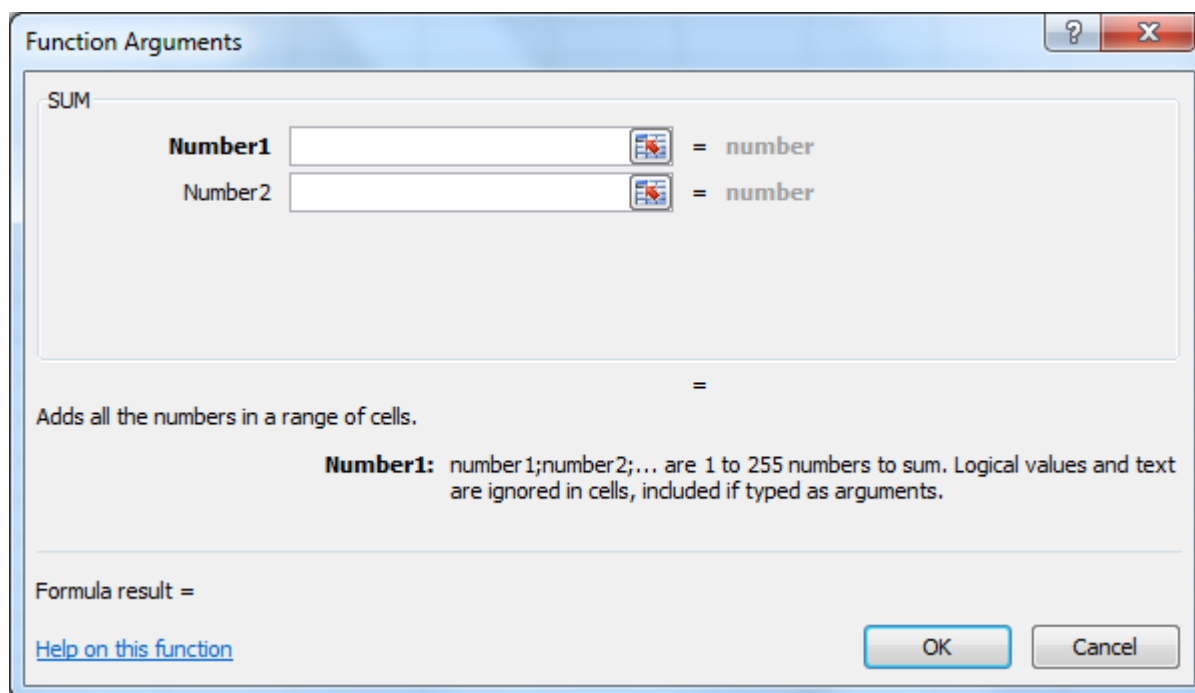 Function Arguments
SUM
Number1 = number
Number2 = number
=
Adds all the numbers in a range of cells.
Number1: number1;number2;... are 1 to 255 numbers to sum. Logical values and text
are ignored in cells, included if typed as arguments.
Formula result =
Help on this function
OK Cancel